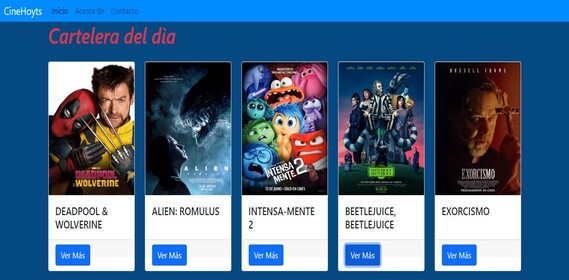 CineHoyts Inicio Acerca de Contacto
Cartelera del dia
DEADPOOL
& WOLVERINE
ALIEN
ROMULUS
INTENSA
MENTE 2
RUSSELL CROWE
EXORCISMO
DEADPOOL &
WOLVERINE
ALIEN: ROMULUS
INTENSA-MENTE
2
BEETLEJUICE,
BEETLEJUICE
EXORCISMO
Ver Más
Ver Más
Ver Más
Ver Más
Ver Más